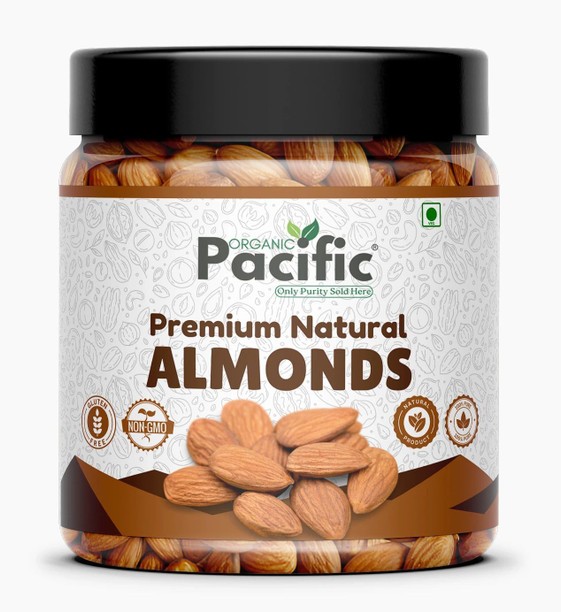 ORGANIC
Pacific®
Only Purity Sold Here
Premium Natural
ALMONDS
GLUTEN FREE
NON-GMO
NATURAL PRODUCT